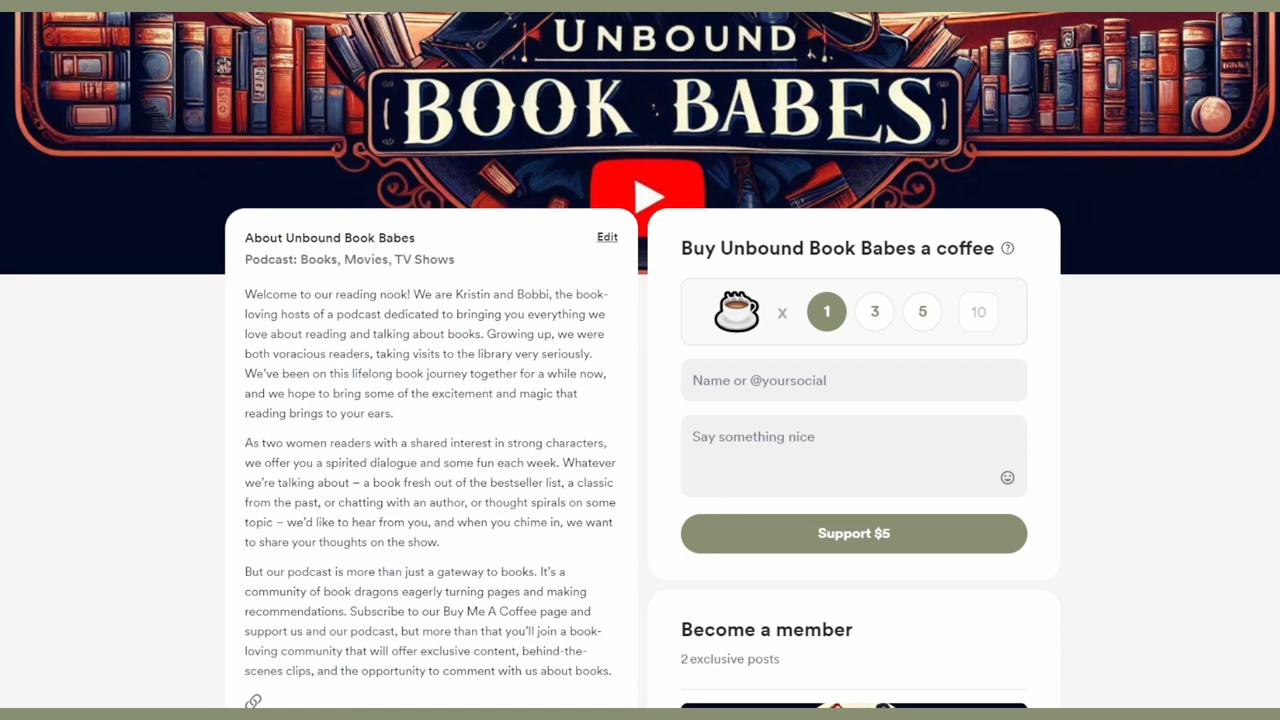 UNBOUND
BOOK BABES
About Unbound Book Babes
Edit
Podcast: Books, Movies, TV Shows
Welcome to our reading nook! We are Kristin and Bobbi, the book-
loving hosts of a podcast dedicated to bringing you everything we
love about reading and talking about books. Growing up, we were
both voracious readers, taking visits to the library very seriously.
We've been on this lifelong book journey together for a while now,
and we hope to bring some of the excitement and magic that
reading brings to your ears.
As two women readers with a shared interest in strong characters,
we offer you a spirited dialogue and some fun each week. Whatever
we're talking about – a book fresh out of the bestseller list, a classic
from the past, or chatting with an author, or thought spirals on some
topic – we'd like to hear from you, and when you chime in, we want
to share your thoughts on the show.
But our podcast is more than just a gateway to books. It's a
community of book dragons eagerly turning pages and making
recommendations. Subscribe to our Buy Me A Coffee page and
support us and our podcast, but more than that you'll join a book-
loving community that will offer exclusive content, behind-the-
scenes clips, and the opportunity to comment with us about books.
Buy Unbound Book Babes a coffee ?
x 1 3 5 10
Name or @yoursocial
Say something nice
Support $5
Become a member
2 exclusive posts